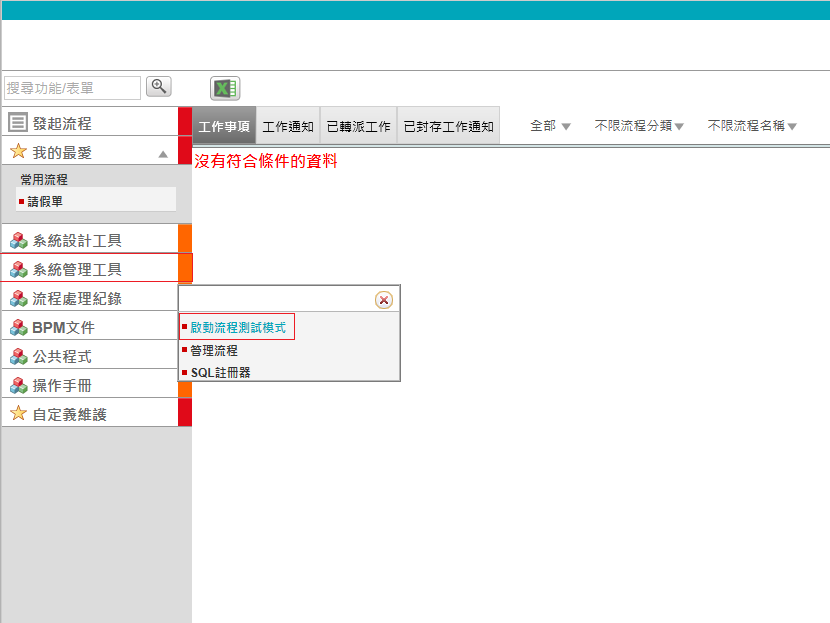 搜尋功能/表單
發起流程
工作事項 工作通知 已轉派工作 已封存工作通知 全部 不限流程分類 不限流程名稱
我的最愛
沒有符合條件的資料
常用流程
請假單
系統設計工具
系統管理工具
流程處理紀錄
BPM文件
公共程式
操作手冊
自定義維護
啟動流程測試模式
管理流程
SQL註冊器